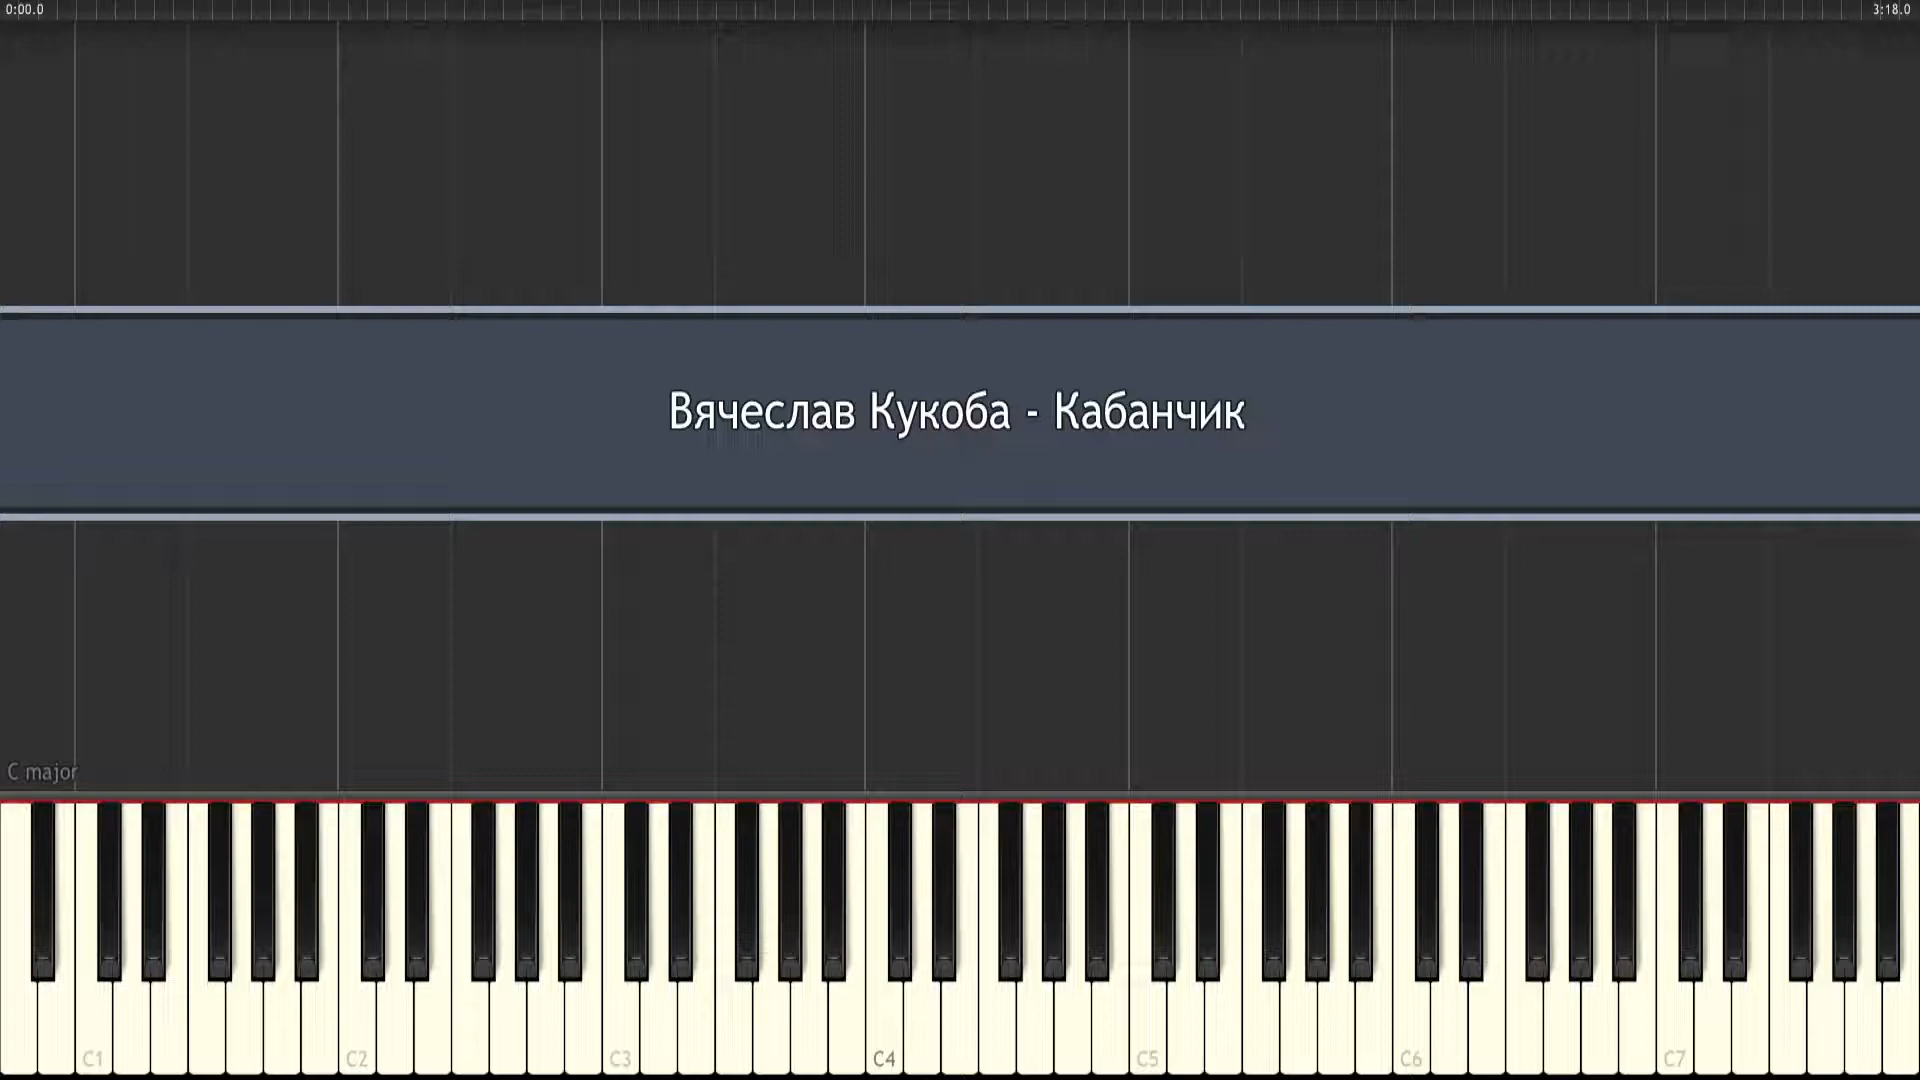 0:00.0
3:18.0
Вячеслав Кукоба - Кабанчик
C major
C1
C2
C3
C4
C5
C6
C7